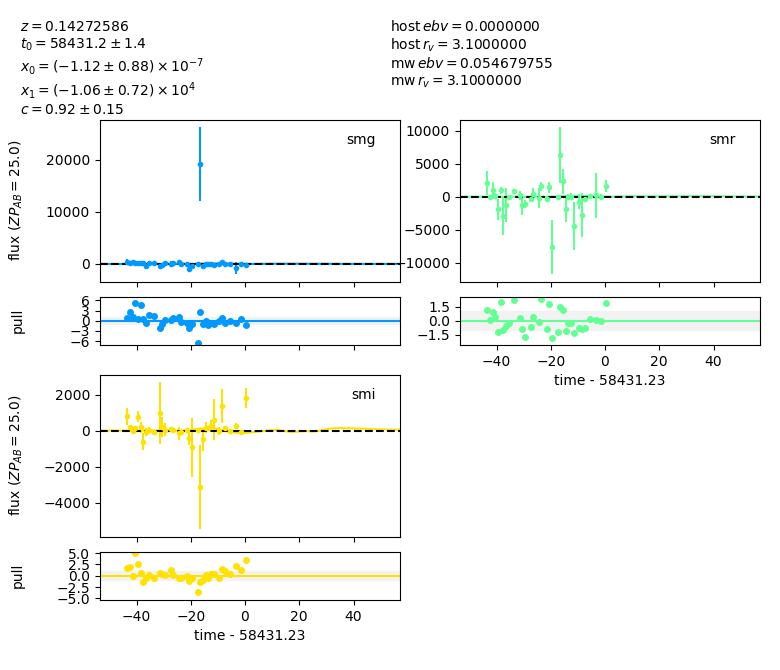 z = 0.14272586
t₀ = 58431.2 ± 1.4
x₀ = (−1.12 ± 0.88) × 10⁻⁷
x₁ = (−1.06 ± 0.72) × 10⁴
c = 0.92 ± 0.15
host ebv = 0.0000000
host r_v = 3.1000000
mw ebv = 0.054679755
mw r_v = 3.1000000
smg
flux (ZP_AB = 25.0)
20000
10000
0
smr
10000
5000
0
−5000
−10000
pull
6
3
0
−3
−6
1.5
0.0
−1.5
−40 −20 0 20 40
time - 58431.23
smi
flux (ZP_AB = 25.0)
2000
0
−2000
−4000
pull
5.0
2.5
0.0
−2.5
−5.0
−40 −20 0 20 40
time - 58431.23